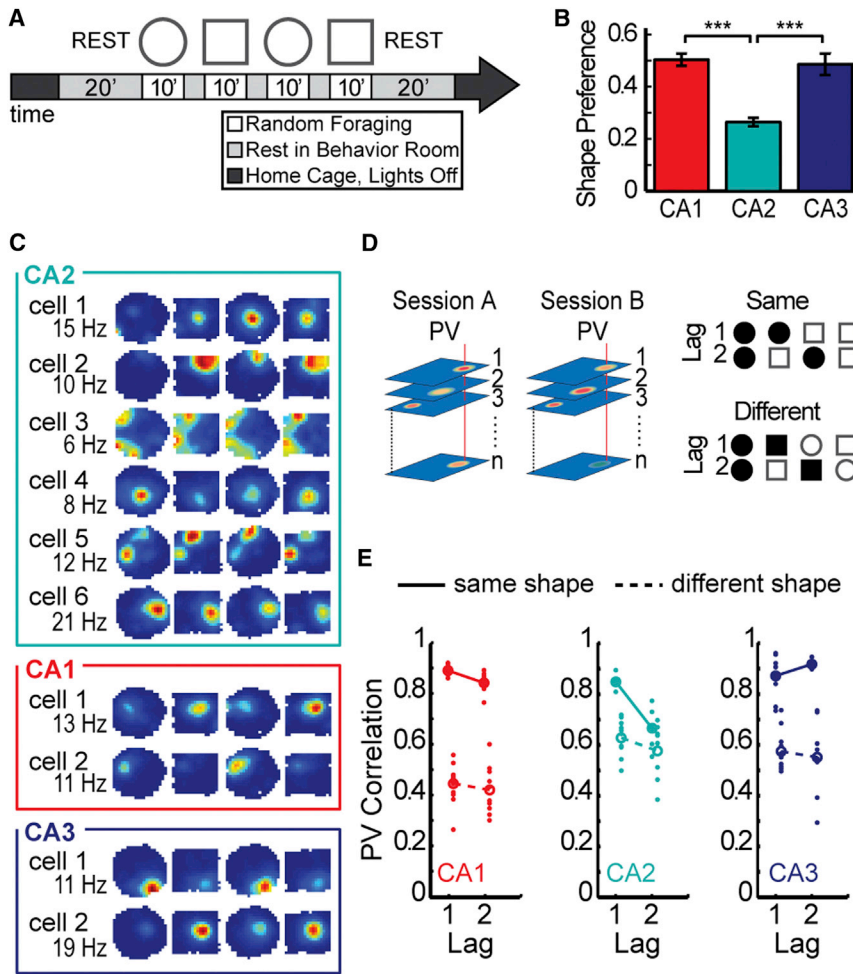 A
REST
REST
20'
10'
10'
10'
10'
20'
time
Random Foraging
Rest in Behavior Room
Home Cage, Lights Off
B
Shape Preference
0.6
0.4
0.2
0
***
***
CA1
CA2
CA3
C
CA2
cell 1
15 Hz
cell 2
10 Hz
cell 3
6 Hz
cell 4
8 Hz
cell 5
12 Hz
cell 6
21 Hz
CA1
cell 1
13 Hz
cell 2
11 Hz
CA3
cell 1
11 Hz
cell 2
19 Hz
D
Session A
PV
1
2
3
n
Session B
PV
1
2
3
n
Same
Lag
1
2
Different
Lag
1
2
E
same shape
different shape
PV Correlation
1
0.8
0.6
0.4
0.2
0
CA1
1 2
Lag
1
0.8
0.6
0.4
0.2
0
CA2
1 2
Lag
1
0.8
0.6
0.4
0.2
0
CA3
1 2
Lag